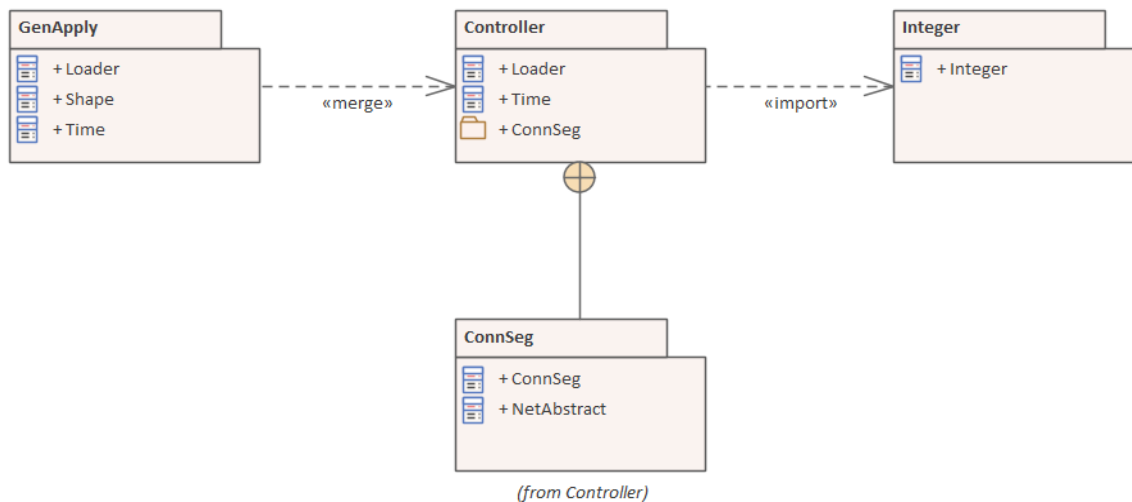 GenApply
+ Loader
+ Shape
+ Time
«merge»
Controller
+ Loader
+ Time
+ ConnSeg
«import»
Integer
+ Integer
ConnSeg
+ ConnSeg
+ NetAbstract
(from Controller)